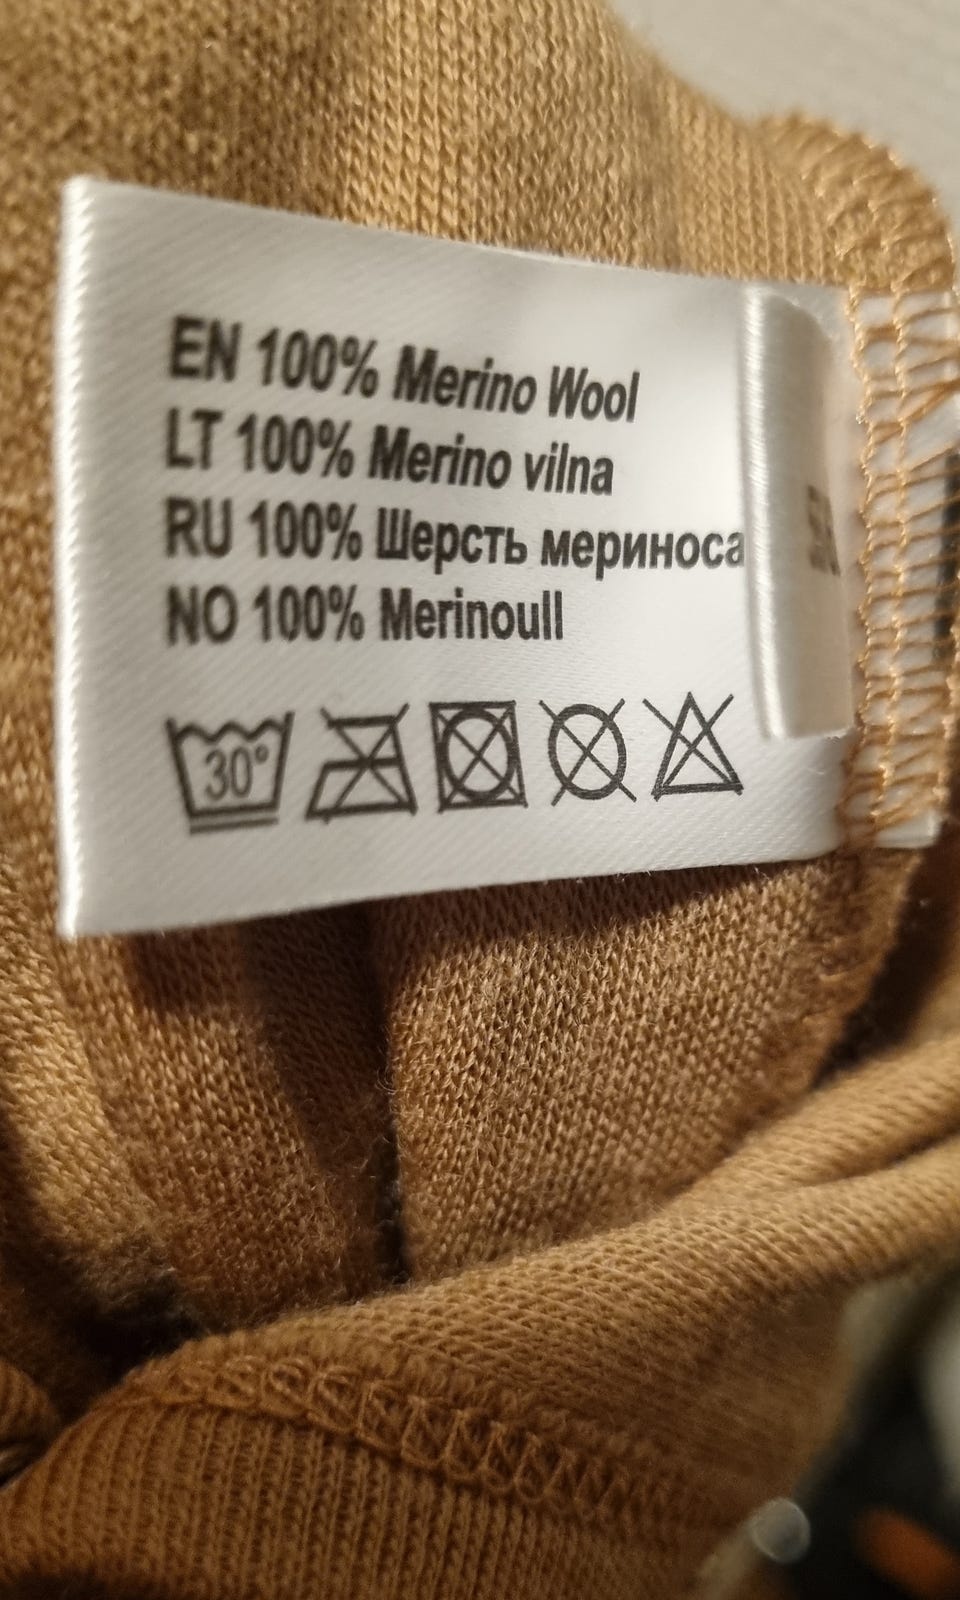 EN 100% Merino Wool
LT 100% Merino vilna
RU 100% Шерсть мериноса
NO 100% Merinoull
30°